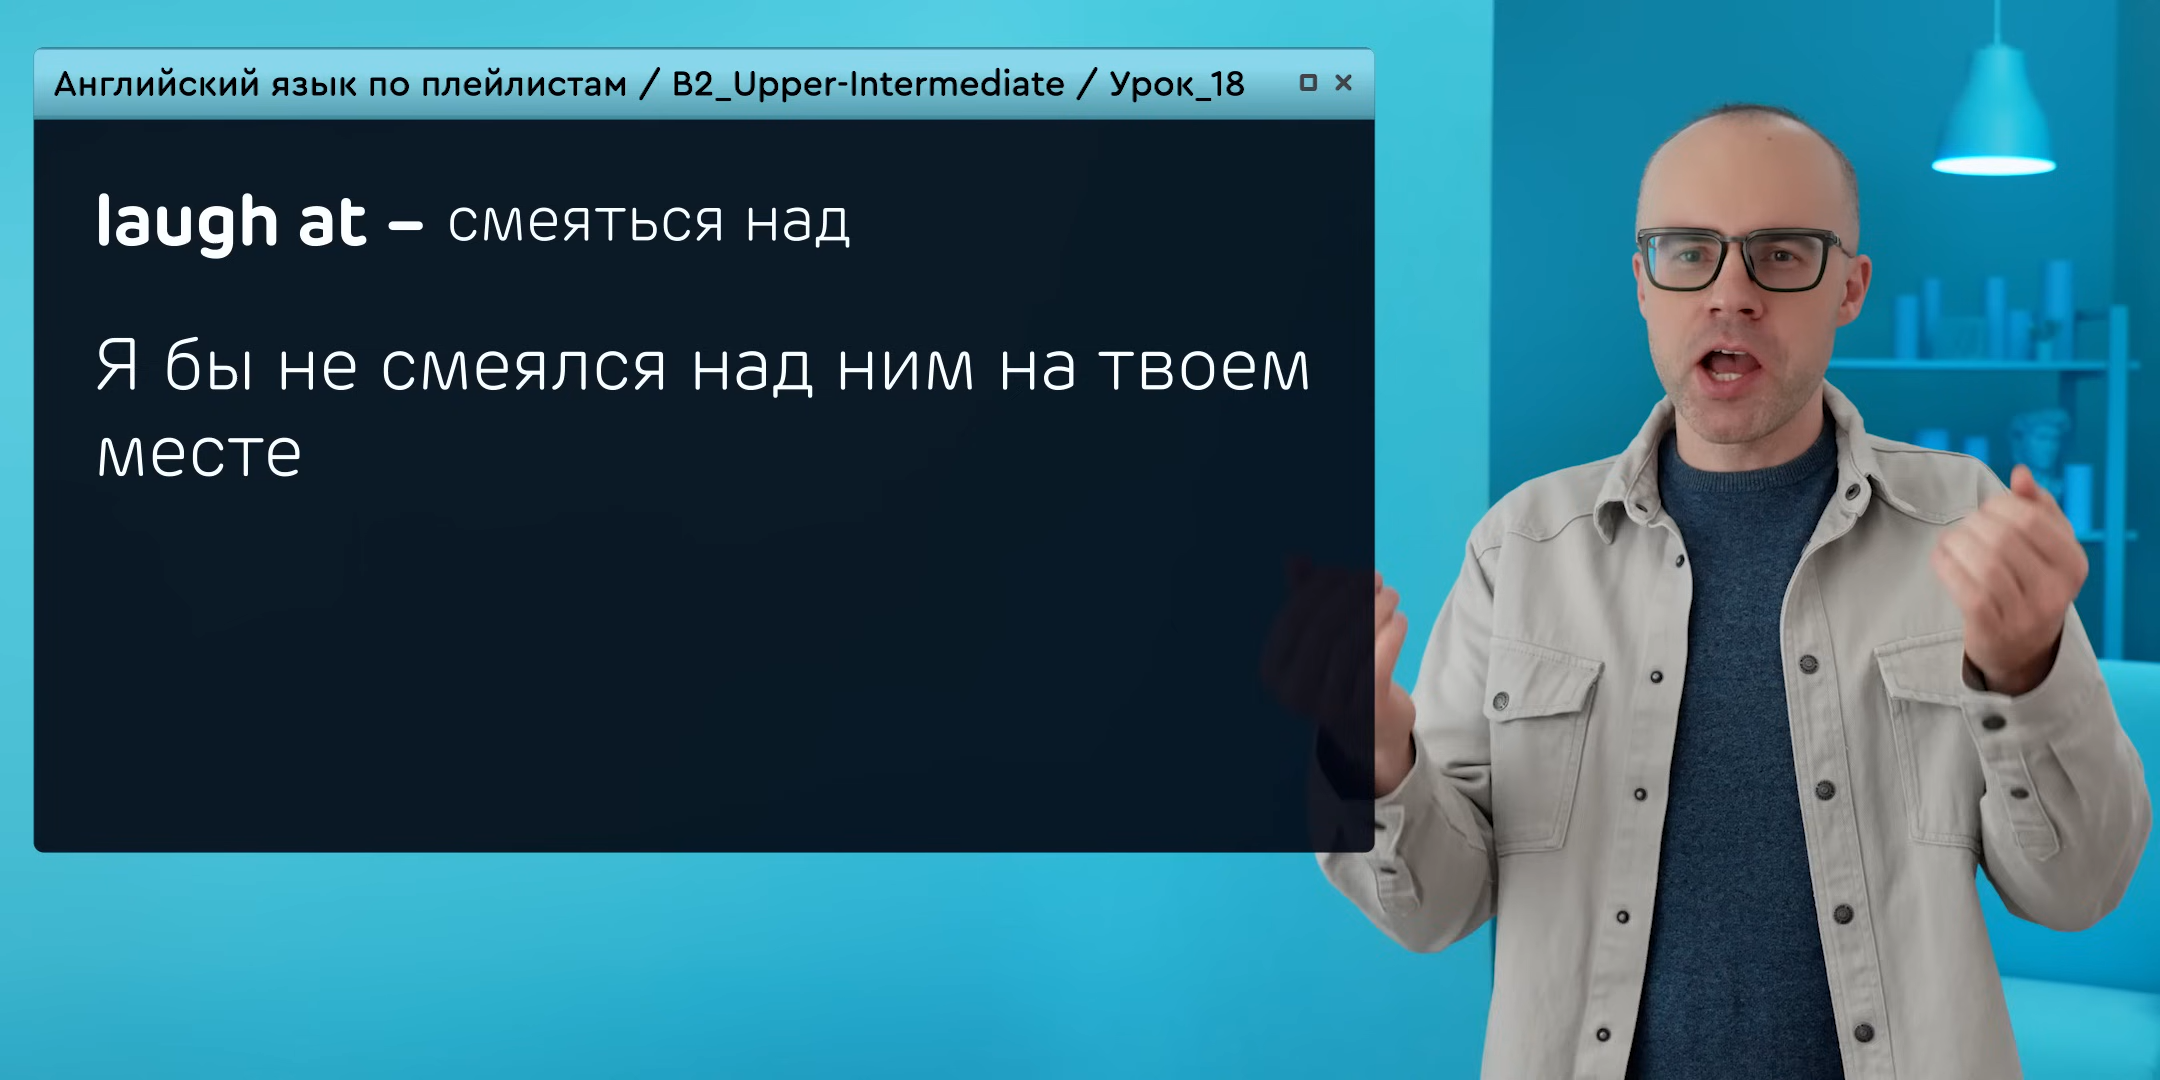 Английский язык по плейлистам / B2_Upper-Intermediate / Урок_18
laugh at – смеяться над
Я бы не смеялся над ним на твоем
месте